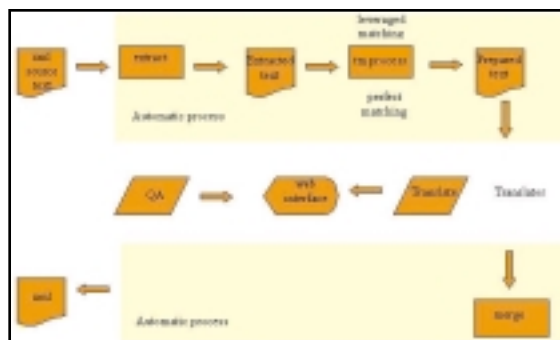 leveraged
matching
xml
source
text
extract
Extracted
text
tm process
Prepared
text
Automatic process
perfect
matching
QA
web
interface
Translate
Translator
xml
Automatic process
merge